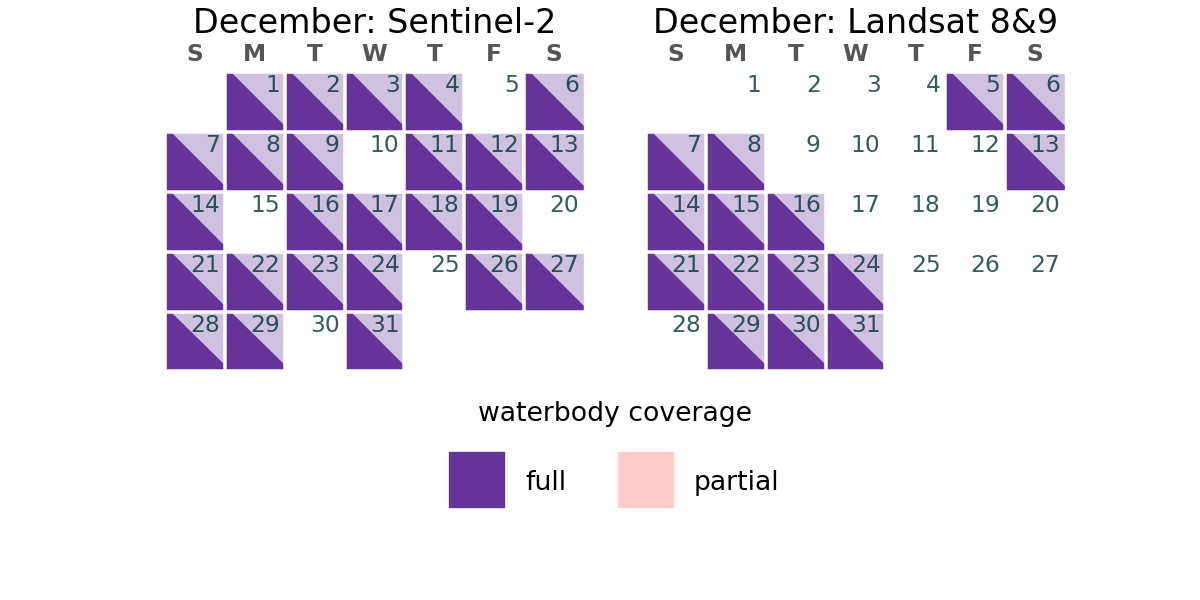 December: Sentinel-2
S M T W T F S
1 2 3 4 5 6
7 8 9 10 11 12 13
14 15 16 17 18 19 20
21 22 23 24 25 26 27
28 29 30 31
December: Landsat 8&9
S M T W T F S
1 2 3 4 5 6
7 8 9 10 11 12 13
14 15 16 17 18 19 20
21 22 23 24 25 26 27
28 29 30 31
waterbody coverage
full partial